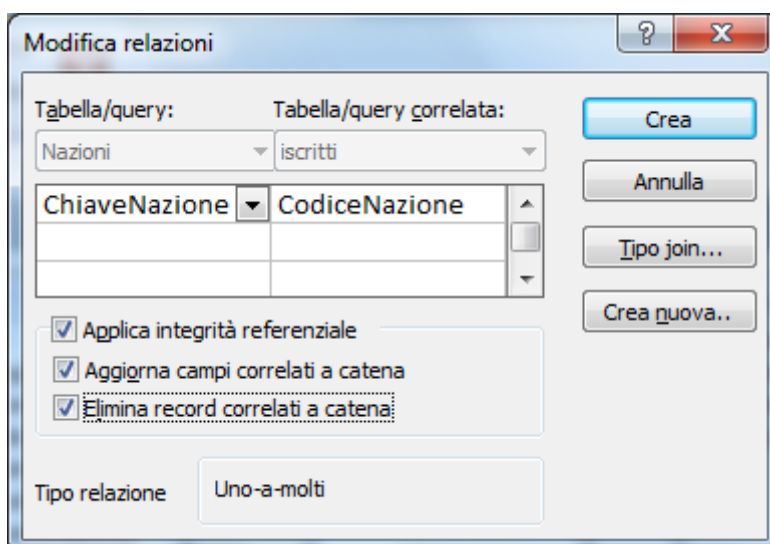 Modifica relazioni
Tabella/query: Tabella/query correlata:
Nazioni iscritti
ChiaveNazione CodiceNazione
Applica integrità referenziale
Aggiorna campi correlati a catena
Elimina record correlati a catena
Tipo relazione Uno-a-molti
Crea
Annulla
Tipo join...
Crea nuova..